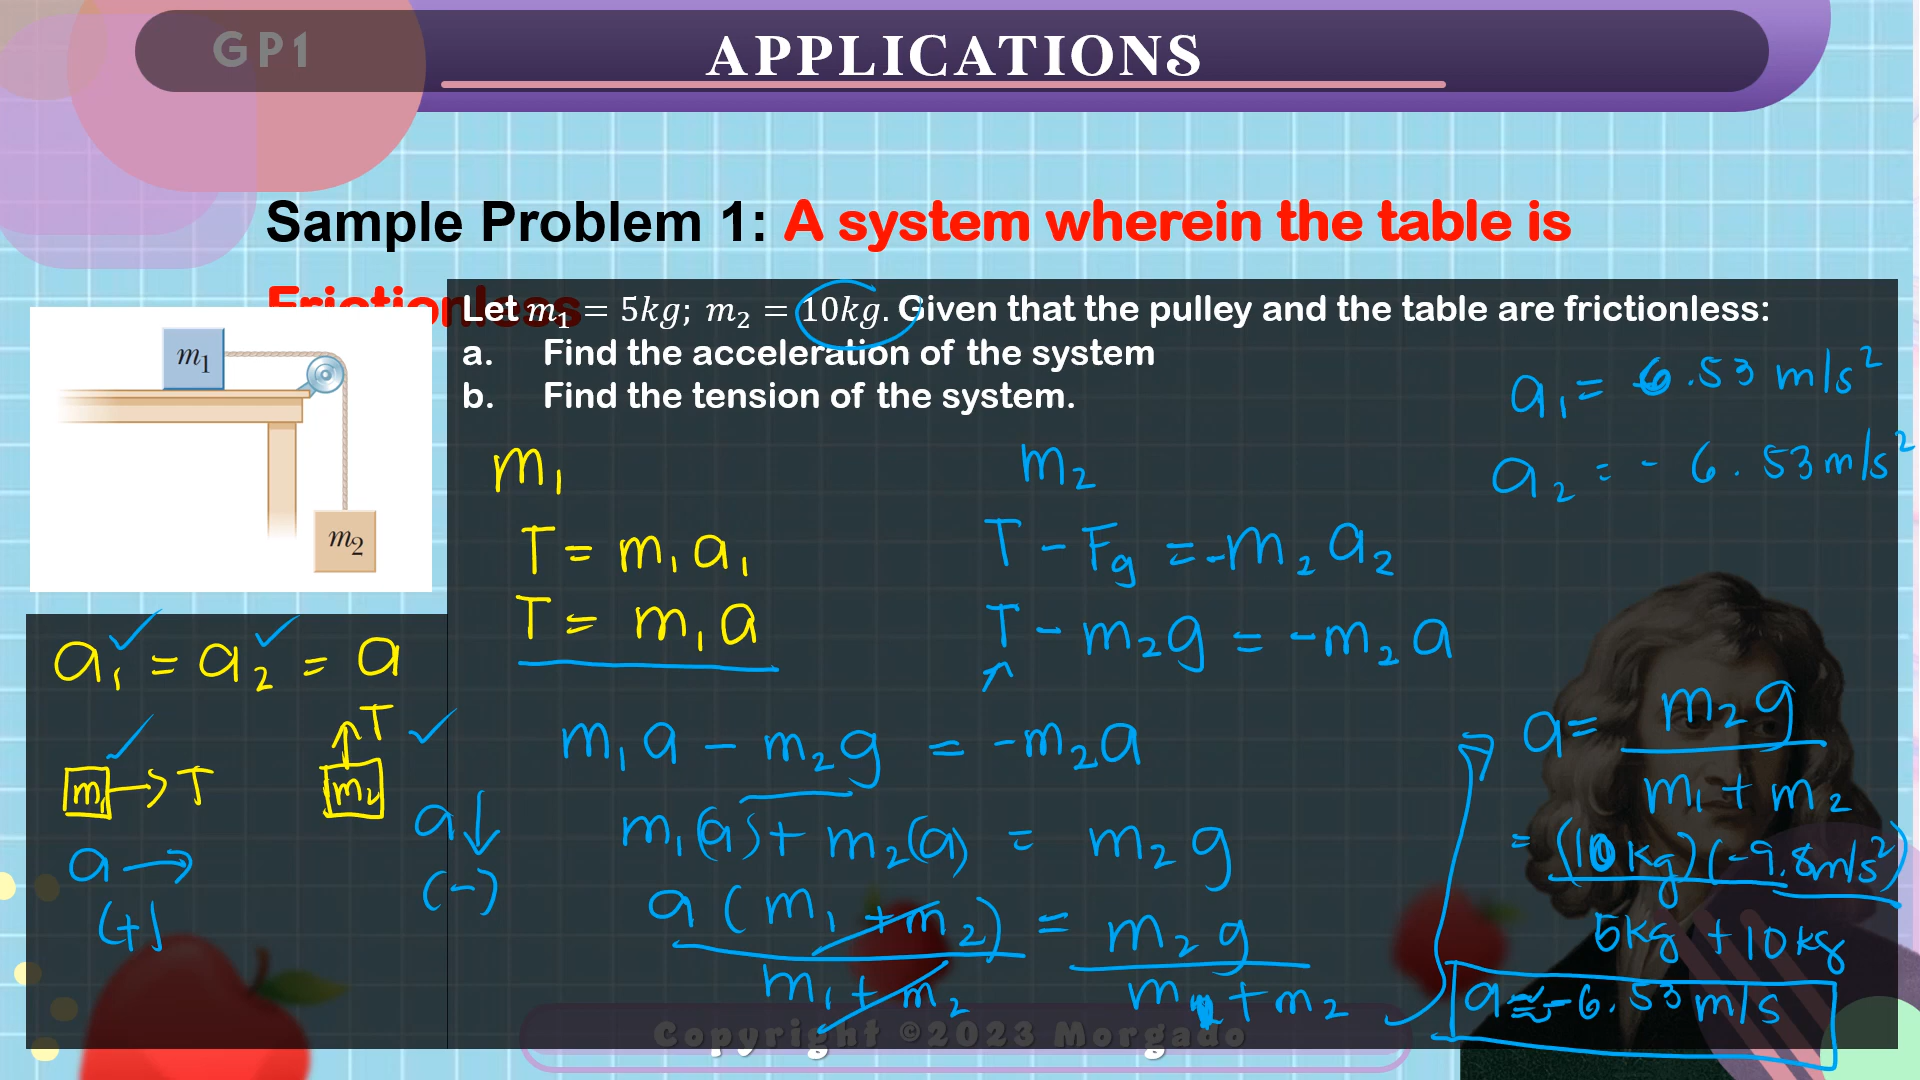 GP1
APPLICATIONS
Sample Problem 1: A system wherein the table is
Frictionless
Let m₁ = 5kg; m₂ = 10kg. Given that the pulley and the table are frictionless:
a. Find the acceleration of the system
b. Find the tension of the system.
m₁
m₂
a₁ = 6.53 m/s²
a₂ = - 6.53 m/s²
m₁
T = m₁a₁
T = m₁a
m₂
T - Fg = -m₂a₂
T - m₂g = -m₂a
a₁ = a₂ = a
m₁ → T
T
m₂
a →
(+)
a ↓
(-)
m₁a - m₂g = -m₂a
m₁(a) + m₂(a) = m₂g
a(m₁ + m₂) = m₂g
m₁ + m₂
m₁ + m₂
a = m₂g
m₁ + m₂
= (10kg)(-9.8m/s²)
5kg + 10kg
a ≈ -6.53 m/s
Copyright ©2023 Morgado